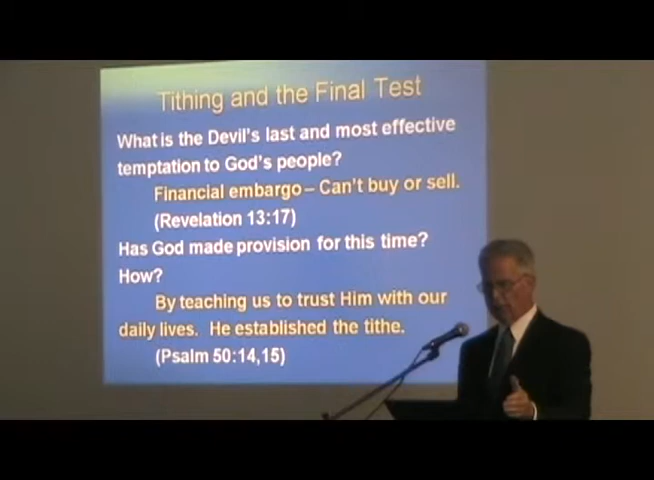 Tithing and the Final Test
What is the Devil's last and most effective
temptation to God's people?
Financial embargo – Can't buy or sell.
(Revelation 13:17)
Has God made provision for this time?
How?
By teaching us to trust Him with our
daily lives. He established the tithe.
(Psalm 50:14,15)